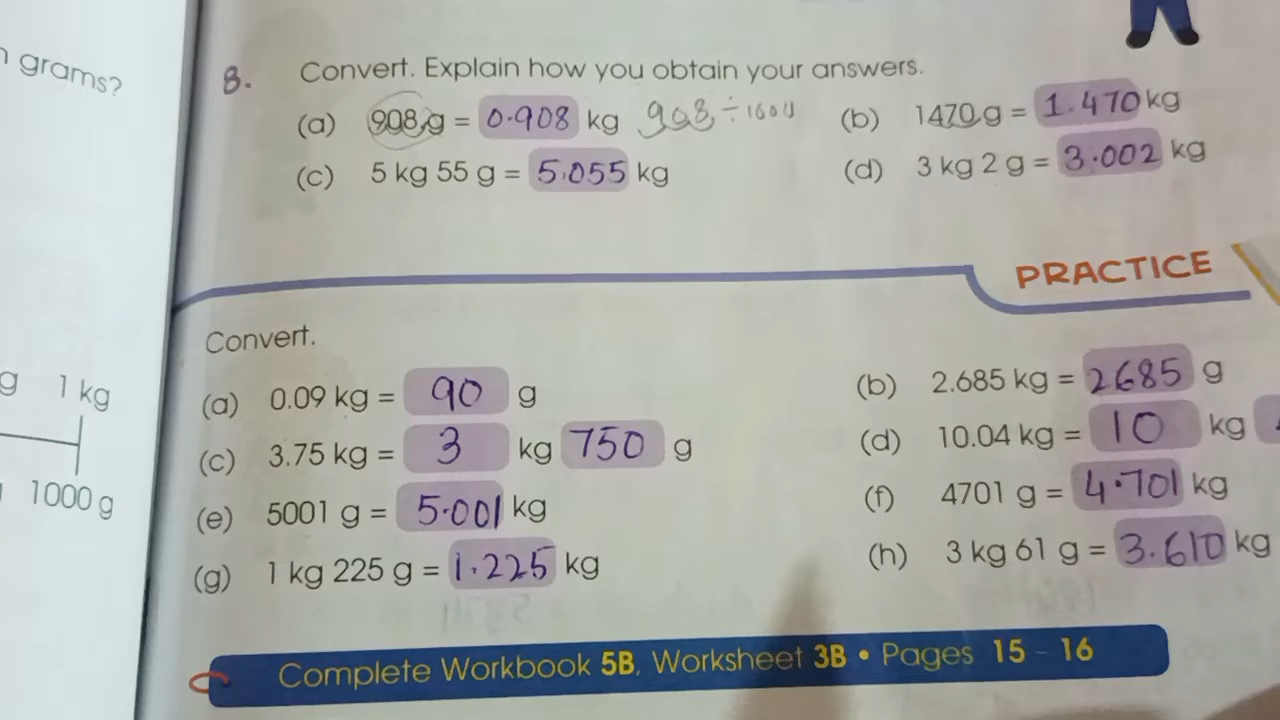 grams?
8. Convert. Explain how you obtain your answers.
(a) 908 g = 0.908 kg 908 ÷ 1000
(b) 1470 g = 1.470 kg
(c) 5 kg 55 g = 5.055 kg
(d) 3 kg 2 g = 3.002 kg
PRACTICE
Convert.
(a) 0.09 kg = 90 g
(b) 2.685 kg = 2685 g
(c) 3.75 kg = 3 kg 750 g
(d) 10.04 kg = 10 kg
(e) 5001 g = 5.001 kg
(f) 4701 g = 4.701 kg
(g) 1 kg 225 g = 1.225 kg
(h) 3 kg 61 g = 3.610 kg
g 1 kg
1000 g
Complete Workbook 5B, Worksheet 3B • Pages 15 - 16